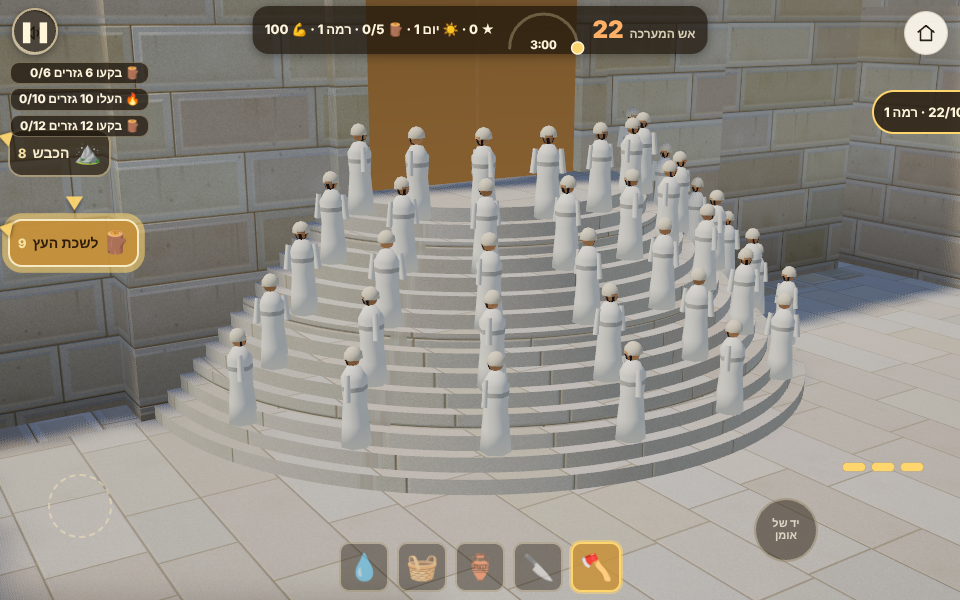 אש המערכה 22
3:00
★ 0 · רמה 1 · 0/5 🪵 · יום 1 ☀️ · 100 💪
בקעו 6 גזרים 0/6
העלו 10 גזרים 0/10
בקעו 12 גזרים 0/12
הכבש 8
לשכת העץ 9
22/10 · רמה 1
יד של
אומן